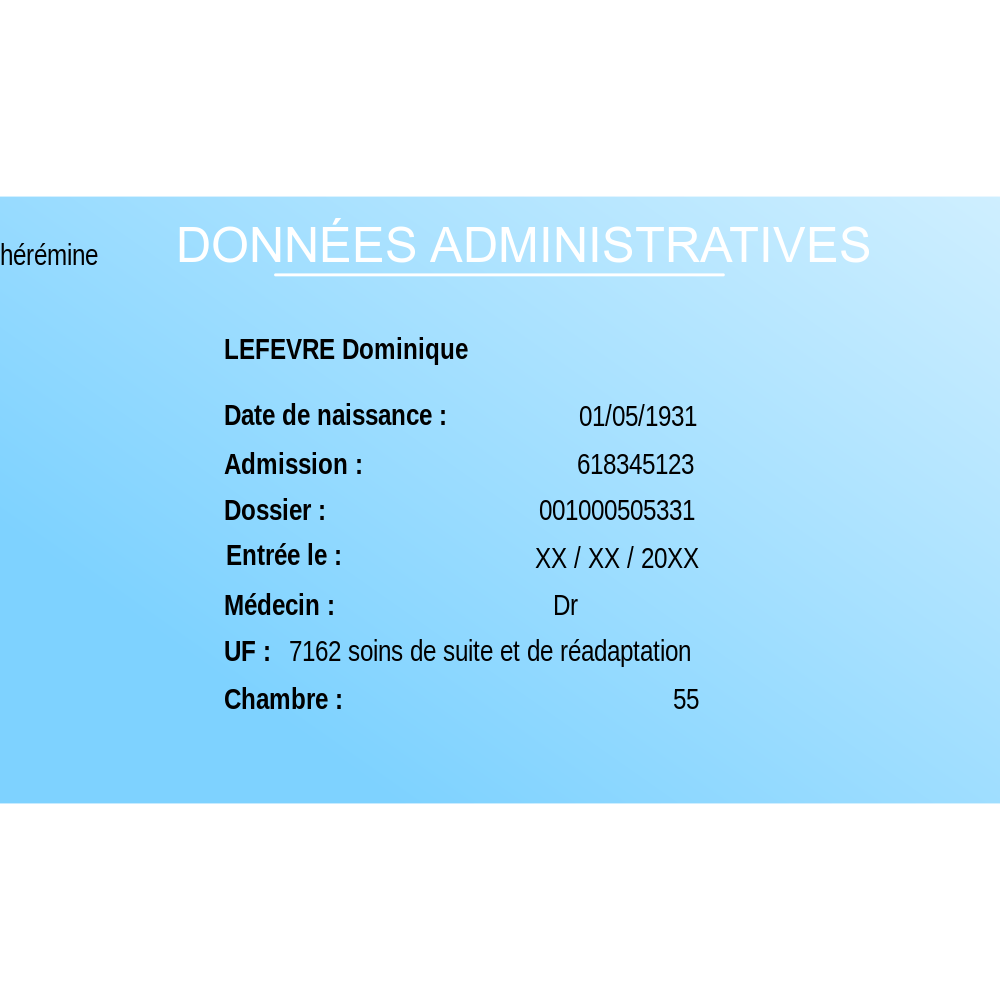 hérémine
DONNÉES ADMINISTRATIVES
LEFEVRE Dominique
Date de naissance : 01/05/1931
Admission : 618345123
Dossier : 001000505331
Entrée le : XX / XX / 20XX
Médecin : Dr
UF : 7162 soins de suite et de réadaptation
Chambre : 55